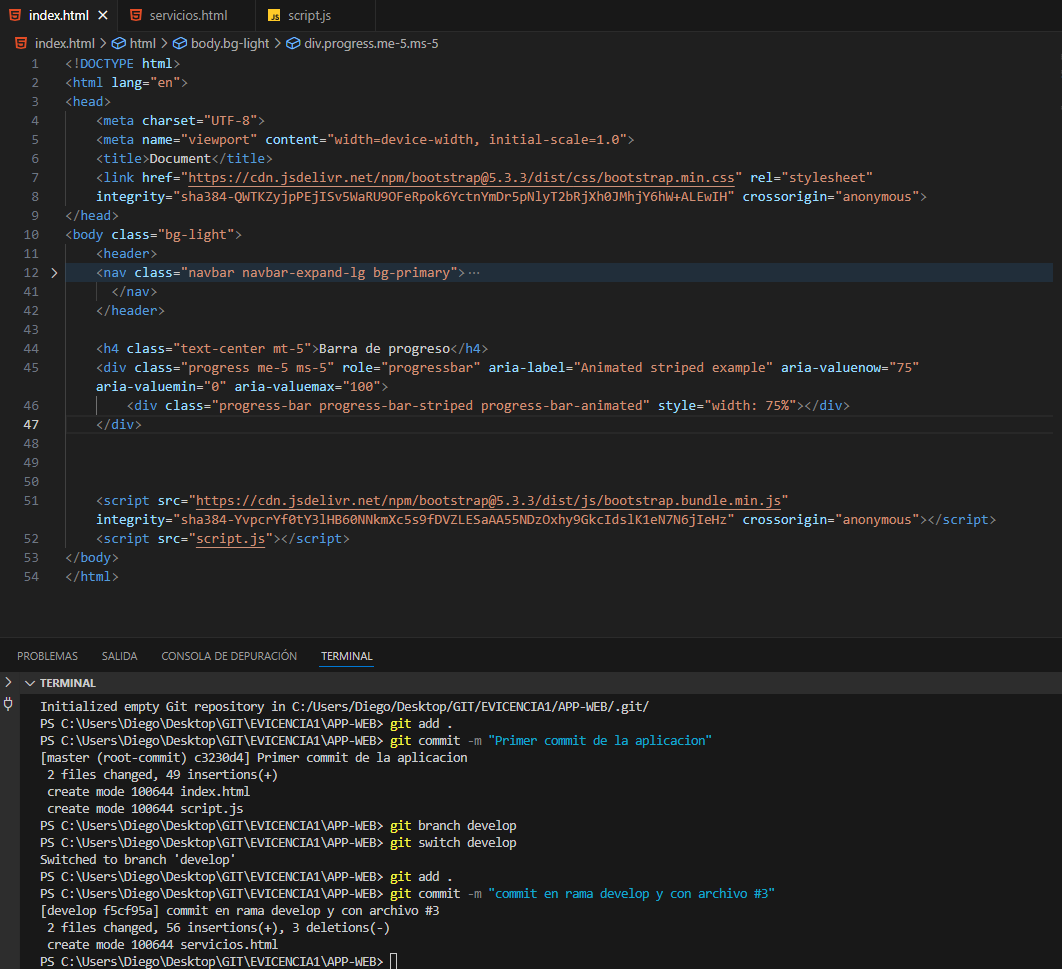 index.html
servicios.html
script.js
index.html > html > body.bg-light > div.progress.me-5.ms-5
1 <!DOCTYPE html>
2 <html lang="en">
3 <head>
4 <meta charset="UTF-8">
5 <meta name="viewport" content="width=device-width, initial-scale=1.0">
6 <title>Document</title>
7 <link href="https://cdn.jsdelivr.net/npm/bootstrap@5.3.3/dist/css/bootstrap.min.css" rel="stylesheet"
8 integrity="sha384-QWTKZyjpPEjISv5WaRU9OFeRpok6YctnYmDr5pNlyT2bRjXh0JMhjY6hW+ALEwIH" crossorigin="anonymous">
9 </head>
10 <body class="bg-light">
11 <header>
12 <nav class="navbar navbar-expand-lg bg-primary">···
41 </nav>
42 </header>
43
44 <h4 class="text-center mt-5">Barra de progreso</h4>
45 <div class="progress me-5 ms-5" role="progressbar" aria-label="Animated striped example" aria-valuenow="75"
aria-valuemin="0" aria-valuemax="100">
46 <div class="progress-bar progress-bar-striped progress-bar-animated" style="width: 75%"></div>
47 </div>
48
49
50
51 <script src="https://cdn.jsdelivr.net/npm/bootstrap@5.3.3/dist/js/bootstrap.bundle.min.js"
integrity="sha384-YvpcrYf0tY3lHB60NNkmXc5s9fDVZLESaAA55NDzOxhy9GkcIdslK1eN7N6jIeHz" crossorigin="anonymous"></script>
52 <script src="script.js"></script>
53 </body>
54 </html>
PROBLEMAS SALIDA CONSOLA DE DEPURACIÓN TERMINAL
TERMINAL
Initialized empty Git repository in C:/Users/Diego/Desktop/GIT/EVICENCIA1/APP-WEB/.git/
PS C:\Users\Diego\Desktop\GIT\EVICENCIA1\APP-WEB> git add .
PS C:\Users\Diego\Desktop\GIT\EVICENCIA1\APP-WEB> git commit -m "Primer commit de la aplicacion"
[master (root-commit) c3230d4] Primer commit de la aplicacion
2 files changed, 49 insertions(+)
create mode 100644 index.html
create mode 100644 script.js
PS C:\Users\Diego\Desktop\GIT\EVICENCIA1\APP-WEB> git branch develop
PS C:\Users\Diego\Desktop\GIT\EVICENCIA1\APP-WEB> git switch develop
Switched to branch 'develop'
PS C:\Users\Diego\Desktop\GIT\EVICENCIA1\APP-WEB> git add .
PS C:\Users\Diego\Desktop\GIT\EVICENCIA1\APP-WEB> git commit -m "commit en rama develop y con archivo #3"
[develop f5cf95a] commit en rama develop y con archivo #3
2 files changed, 56 insertions(+), 3 deletions(-)
create mode 100644 servicios.html
PS C:\Users\Diego\Desktop\GIT\EVICENCIA1\APP-WEB>